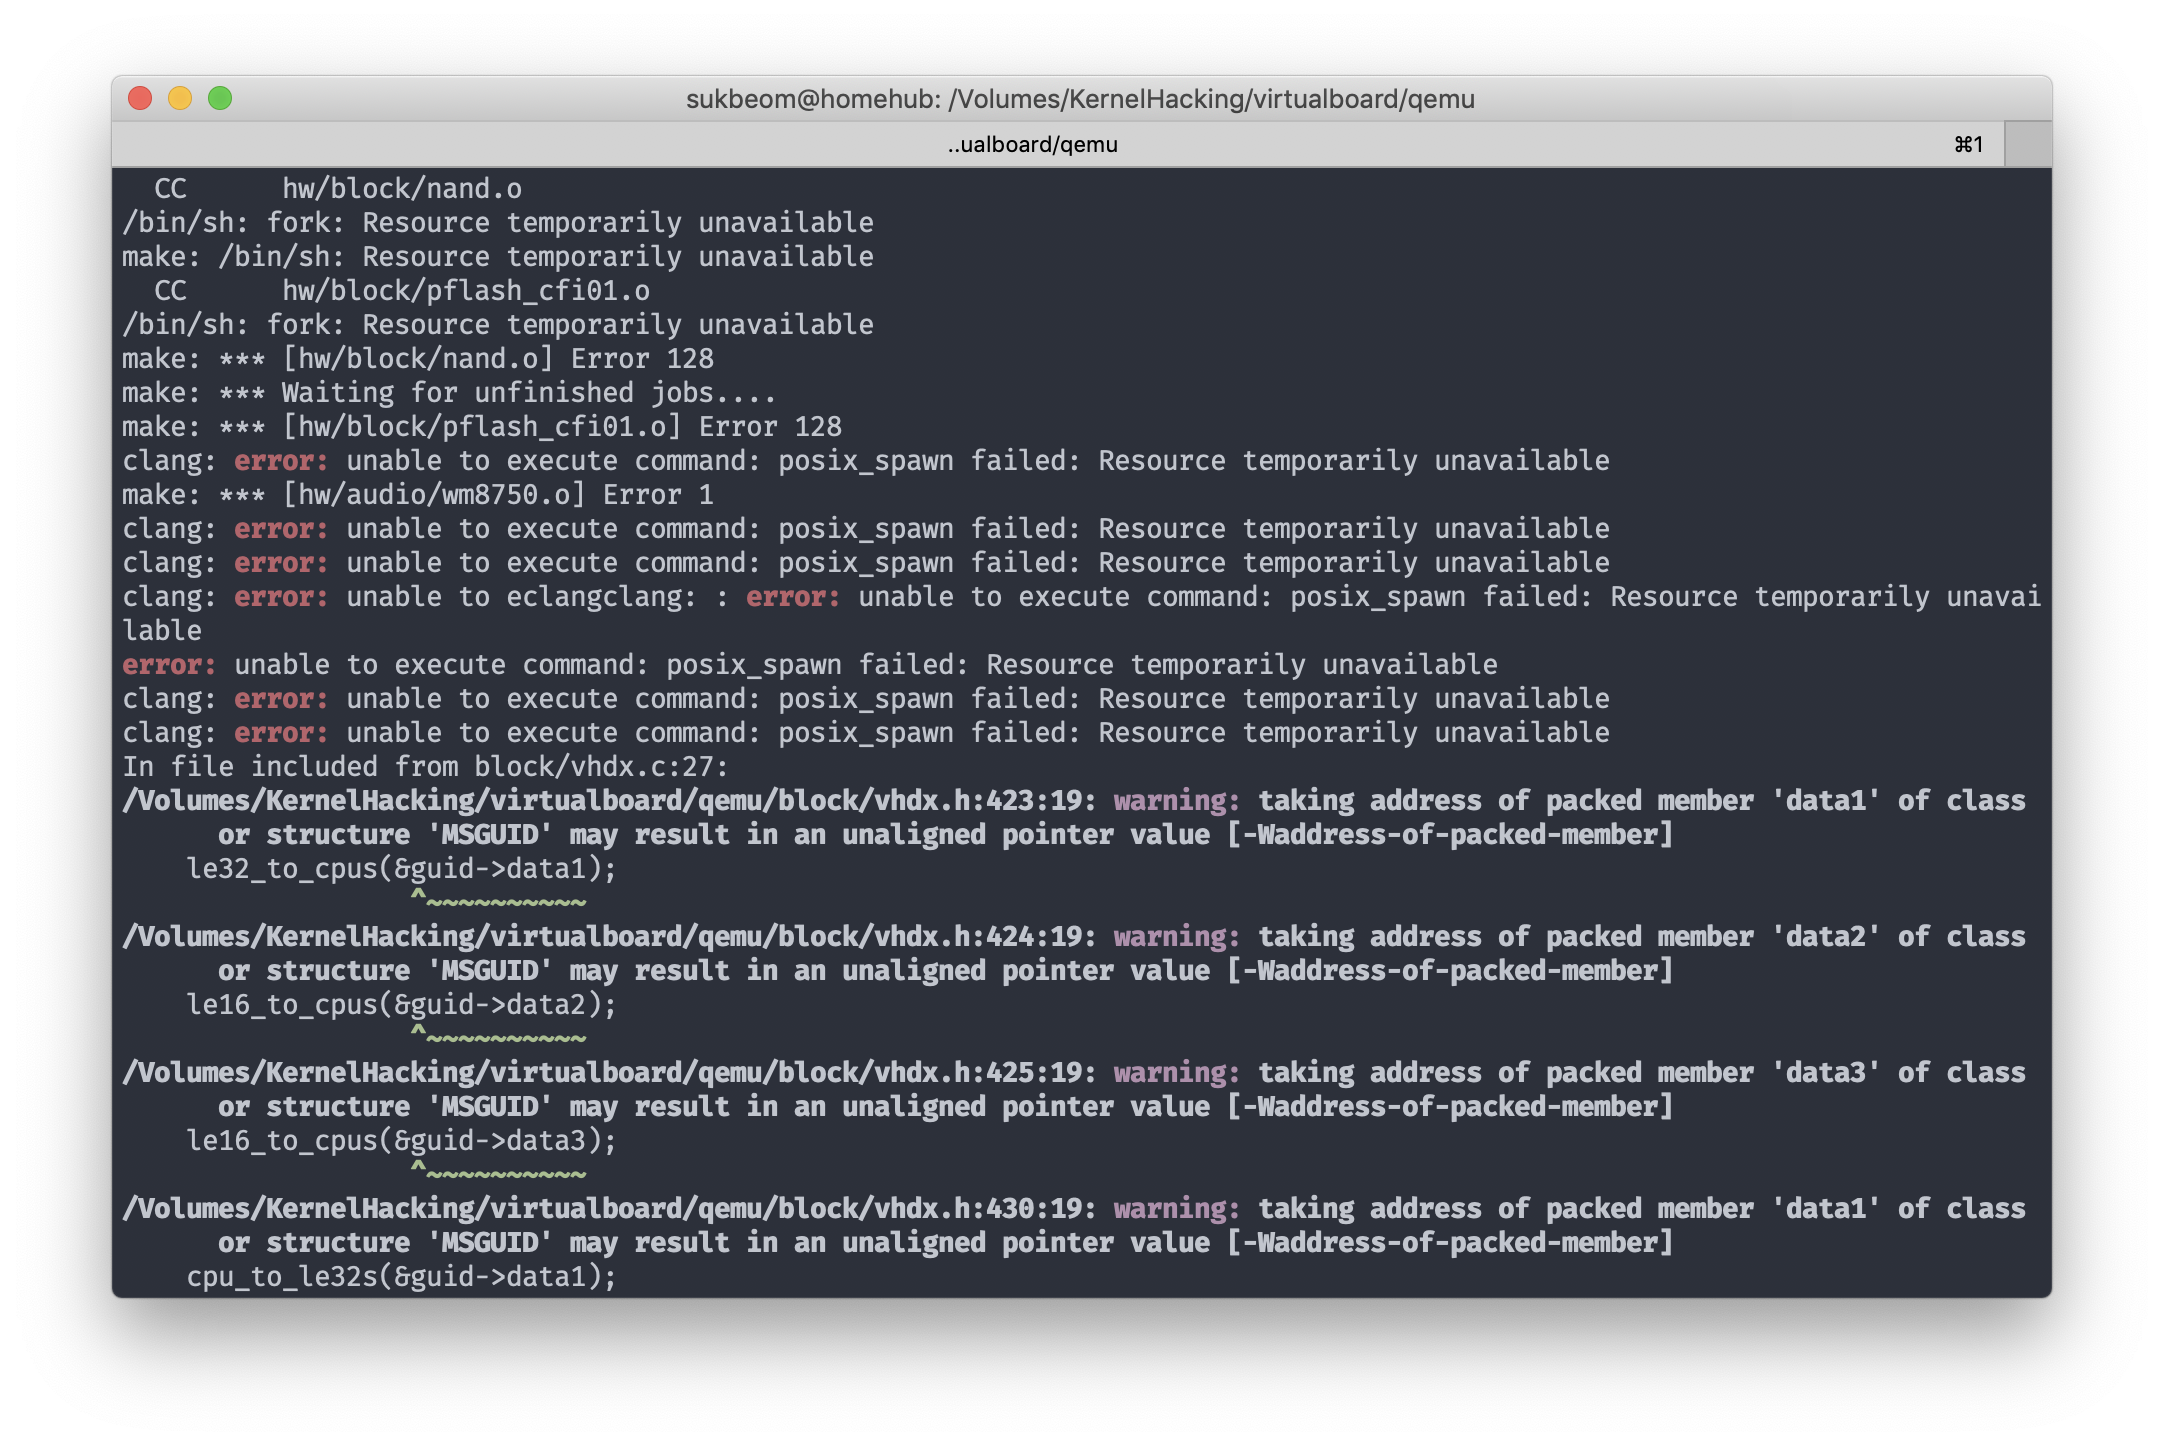 sukbeom@homehub: /Volumes/KernelHacking/virtualboard/qemu
..ualboard/qemu ⌘1
  CC      hw/block/nand.o
/bin/sh: fork: Resource temporarily unavailable
make: /bin/sh: Resource temporarily unavailable
  CC      hw/block/pflash_cfi01.o
/bin/sh: fork: Resource temporarily unavailable
make: *** [hw/block/nand.o] Error 128
make: *** Waiting for unfinished jobs....
make: *** [hw/block/pflash_cfi01.o] Error 128
clang: error: unable to execute command: posix_spawn failed: Resource temporarily unavailable
make: *** [hw/audio/wm8750.o] Error 1
clang: error: unable to execute command: posix_spawn failed: Resource temporarily unavailable
clang: error: unable to execute command: posix_spawn failed: Resource temporarily unavailable
clang: error: unable to eclangclang: : error: unable to execute command: posix_spawn failed: Resource temporarily unavai
lable
error: unable to execute command: posix_spawn failed: Resource temporarily unavailable
clang: error: unable to execute command: posix_spawn failed: Resource temporarily unavailable
clang: error: unable to execute command: posix_spawn failed: Resource temporarily unavailable
In file included from block/vhdx.c:27:
/Volumes/KernelHacking/virtualboard/qemu/block/vhdx.h:423:19: warning: taking address of packed member 'data1' of class
      or structure 'MSGUID' may result in an unaligned pointer value [-Waddress-of-packed-member]
    le32_to_cpus(&guid->data1);
                  ^~~~~~~~~~~
/Volumes/KernelHacking/virtualboard/qemu/block/vhdx.h:424:19: warning: taking address of packed member 'data2' of class
      or structure 'MSGUID' may result in an unaligned pointer value [-Waddress-of-packed-member]
    le16_to_cpus(&guid->data2);
                  ^~~~~~~~~~~
/Volumes/KernelHacking/virtualboard/qemu/block/vhdx.h:425:19: warning: taking address of packed member 'data3' of class
      or structure 'MSGUID' may result in an unaligned pointer value [-Waddress-of-packed-member]
    le16_to_cpus(&guid->data3);
                  ^~~~~~~~~~~
/Volumes/KernelHacking/virtualboard/qemu/block/vhdx.h:430:19: warning: taking address of packed member 'data1' of class
      or structure 'MSGUID' may result in an unaligned pointer value [-Waddress-of-packed-member]
    cpu_to_le32s(&guid->data1);